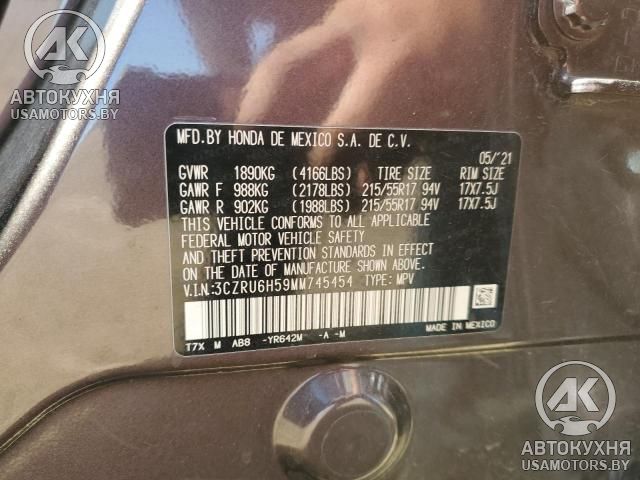 АК
АВТОКУХНЯ
USAMOTORS.BY
MFD.BY HONDA DE MEXICO S.A. DE C.V.
05/'21
GVWR 1890KG (4166LBS) TIRE SIZE RIM SIZE
GAWR F 988KG (2178LBS) 215/55R17 94V 17X7.5J
GAWR R 902KG (1988LBS) 215/55R17 94V 17X7.5J
THIS VEHICLE CONFORMS TO ALL APPLICABLE
FEDERAL MOTOR VEHICLE SAFETY
AND THEFT PREVENTION STANDARDS IN EFFECT
ON THE DATE OF MANUFACTURE SHOWN ABOVE.
V.I.N.:3CZRU6H59MM745454 TYPE: MPV
MADE IN MEXICO
T7X M AB8 -YR642M -A -M
АК
АВТОКУХНЯ
USAMOTORS.BY